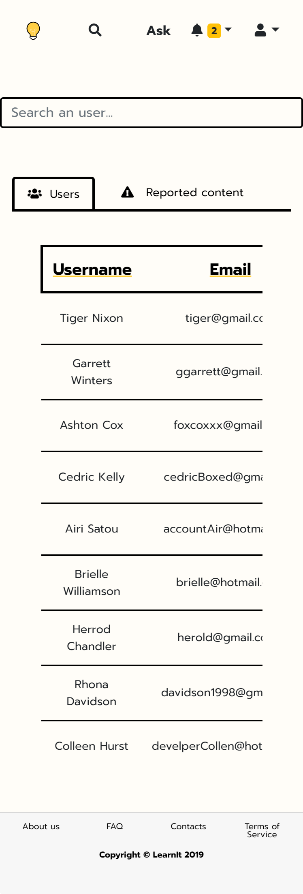 Ask 2
Search an user...
Users Reported content
Username Email
Tiger Nixon tiger@gmail.cc
Garrett
Winters ggarrett@gmail.
Ashton Cox foxcoxxx@gmail
Cedric Kelly cedricBoxed@gma
Airi Satou accountAir@hotma
Brielle
Williamson brielle@hotmail.
Herrod
Chandler herold@gmail.cc
Rhona
Davidson davidson1998@gm
Colleen Hurst develperCollen@hot
About us FAQ Contacts Terms of
Service
Copyright © LearnIt 2019